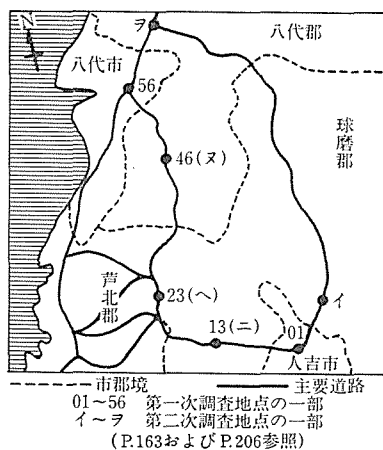 N
ヲ
八代郡
八代市
56
46(ヌ)
球磨郡
芦北郡
23(ヘ)
イ
13(ニ)
01
人吉市
市郡境
主要道路
01~56 第一次調査地点の一部
イ~ヲ 第二次調査地点の一部
(P.163およびP.206参照)